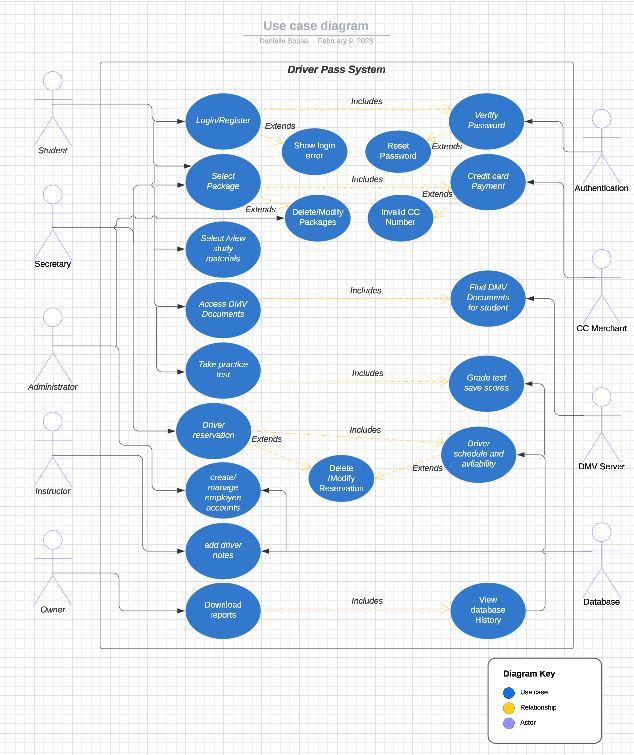 Use case diagram
Danielle Sousa February 9, 2023
Driver Pass System
Student
Secretary
Administrator
Instructor
Owner
Authentication
CC Merchant
DMV Server
Database
Login/Register
Includes
Verify
Password
Extends
Show login
error
Reset
Password
Extends
Select
Package
Includes
Credit card
Payment
Extends
Delete/Modify
Packages
Invalid CC
Number
Extends
Select /view
study
materials
Access DMV
Documents
Includes
Find DMV
Documents
for student
Take practice
test
Includes
Grade test
save scores
Driver
reservation
Includes
Driver
schedule and
avliability
Extends
Delete
/Modify
Reservation
Extends
create/
manage
employee
accounts
add driver
notes
Download
reports
Includes
View
database
History
Diagram Key
Use case
Relationship
Actor